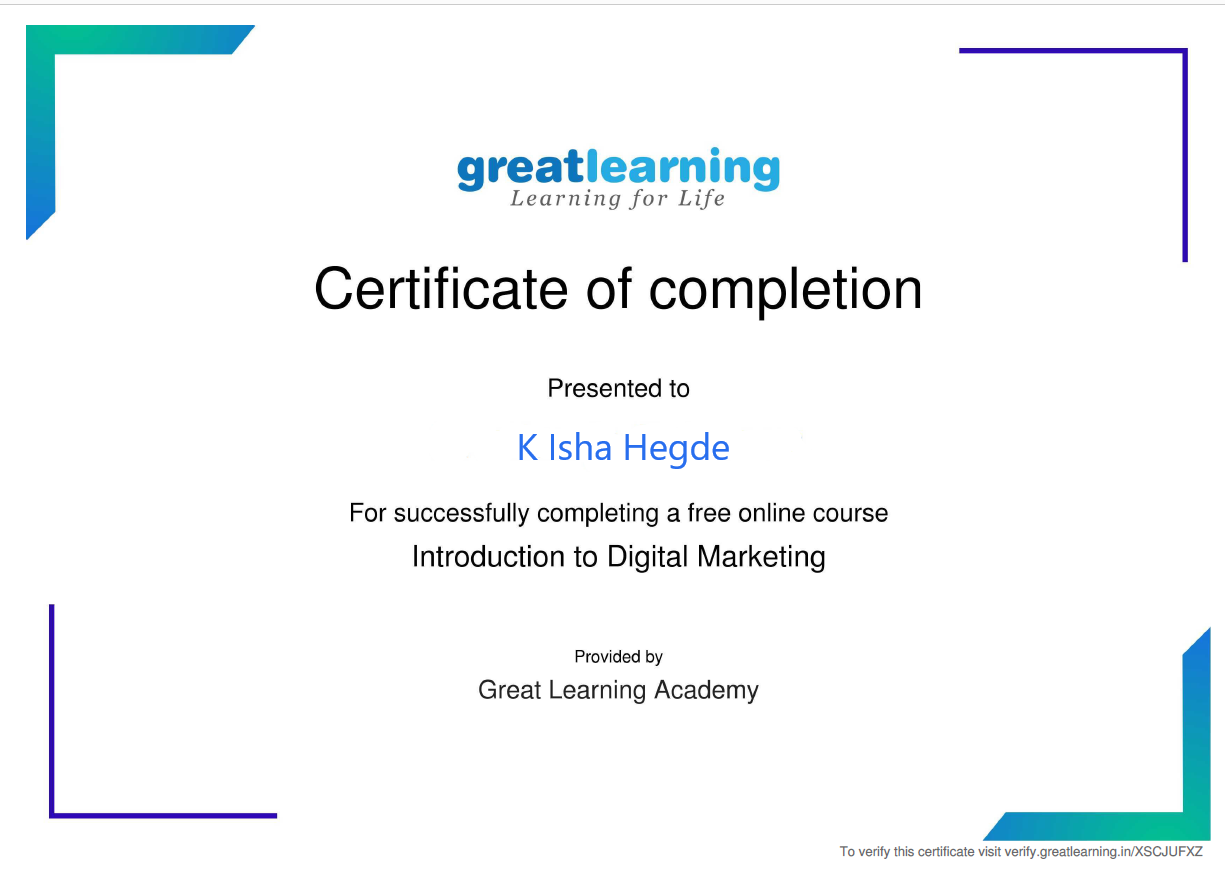 greatlearning
Learning for Life
Certificate of completion
Presented to
K Isha Hegde
For successfully completing a free online course
Introduction to Digital Marketing
Provided by
Great Learning Academy
To verify this certificate visit verify.greatlearning.in/XSCJUFXZ